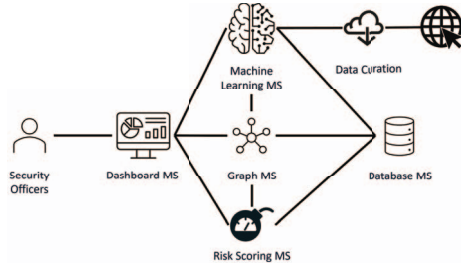 Machine
Learning MS
Data Curation
Security
Officers
Dashboard MS
Graph MS
Database MS
Risk Scoring MS